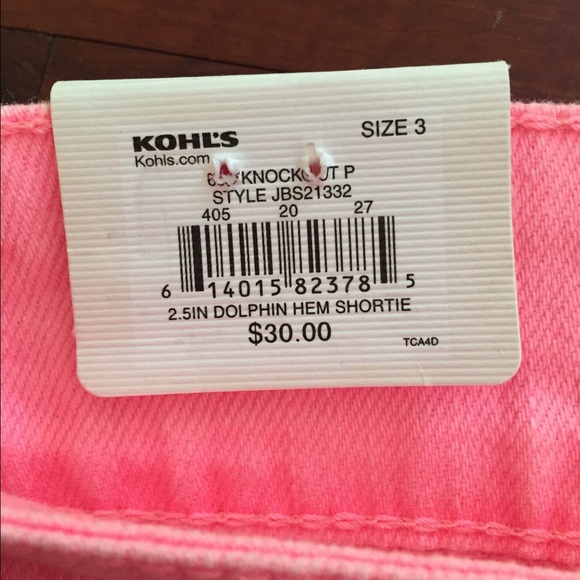 KOHL'S
SIZE 3
Kohls.com
KNOCKOUT P
STYLE JBS21332
405 20 27
6 14015 82378 5
2.5IN DOLPHIN HEM SHORTIE
$30.00
TCA4D